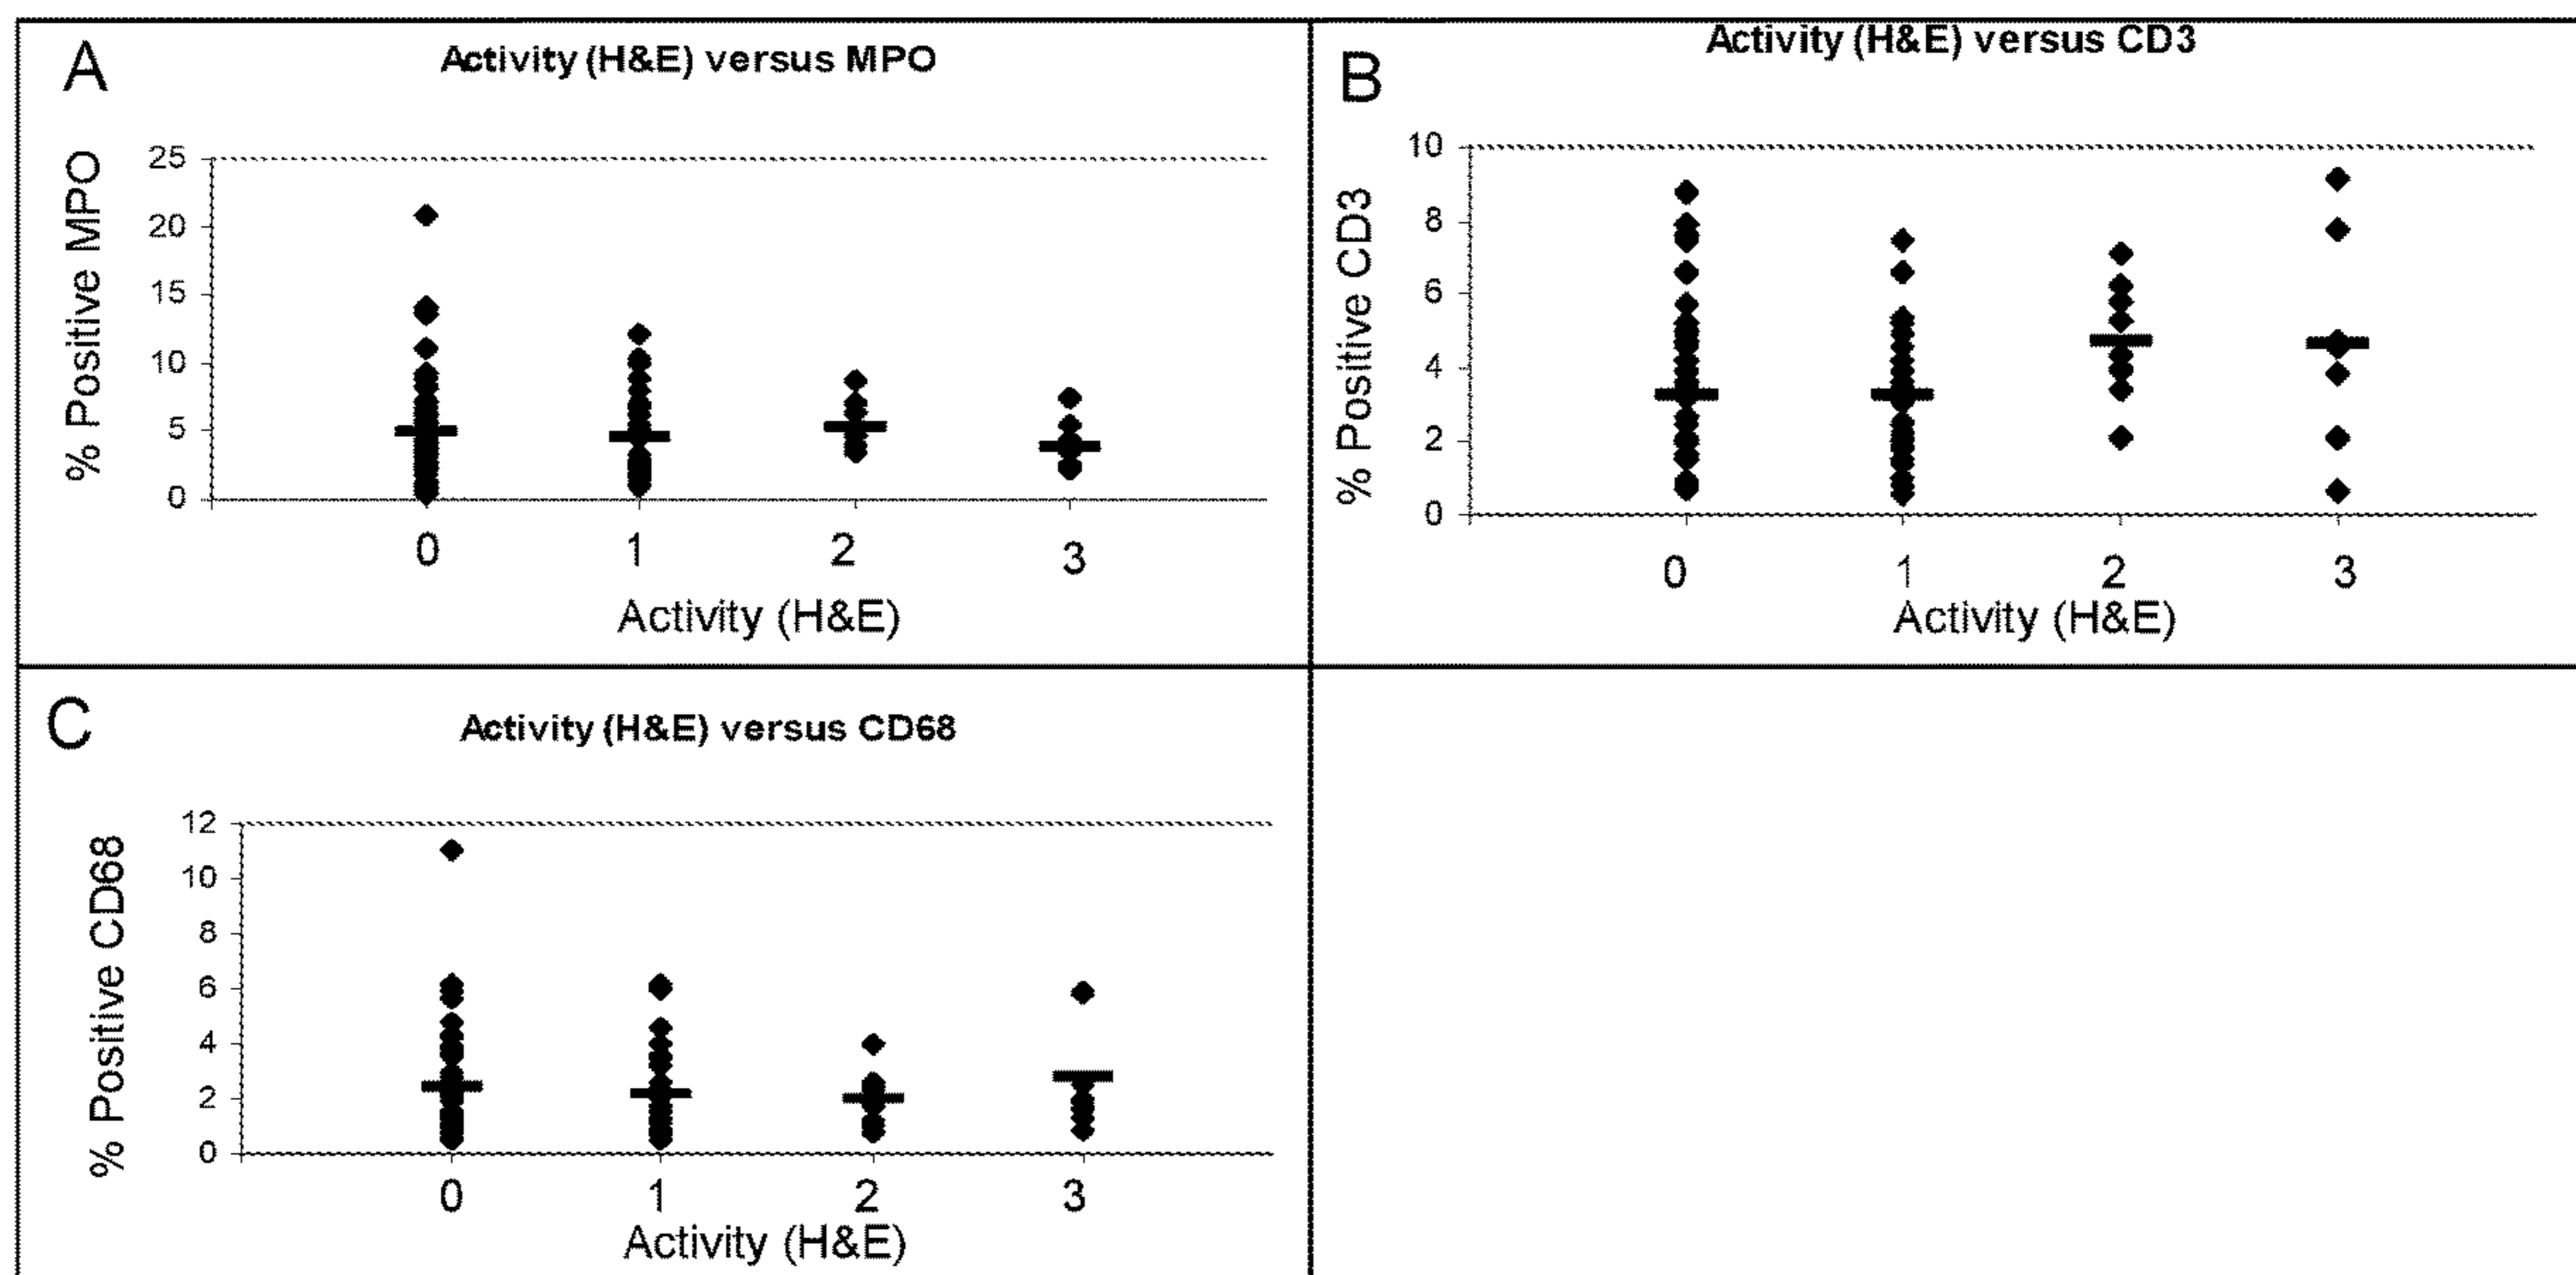 A
Activity (H&E) versus MPO
% Positive MPO
25
20
15
10
5
0
0 1 2 3
Activity (H&E)
B
Activity (H&E) versus CD3
% Positive CD3
10
8
6
4
2
0
0 1 2 3
Activity (H&E)
C
Activity (H&E) versus CD68
% Positive CD68
12
10
8
6
4
2
0
0 1 2 3
Activity (H&E)